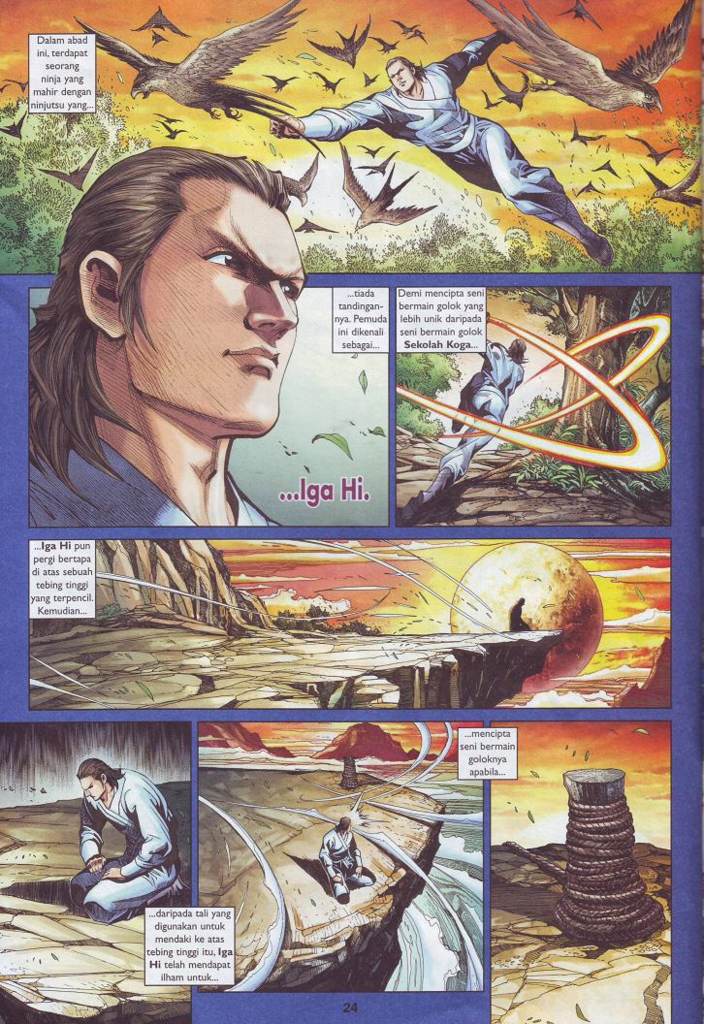 Dalam abad
ini, terdapat
seorang
ninja yang
mahir dengan
ninjutsu yang...
...tiada
tandingan-
nya. Pemuda
ini dikenali
sebagai...
...Iga Hi.
Demi mencipta seni
bermain golok yang
lebih unik daripada
seni bermain golok
Sekolah Koga...
...Iga Hi pun
pergi bertapa
di atas sebuah
tebing tinggi
yang terpencil.
Kemudian...
...daripada tali yang
digunakan untuk
mendaki ke atas
tebing tinggi itu, Iga
Hi telah mendapat
ilham untuk...
...mencipta
seni bermain
goloknya
apabila...
24